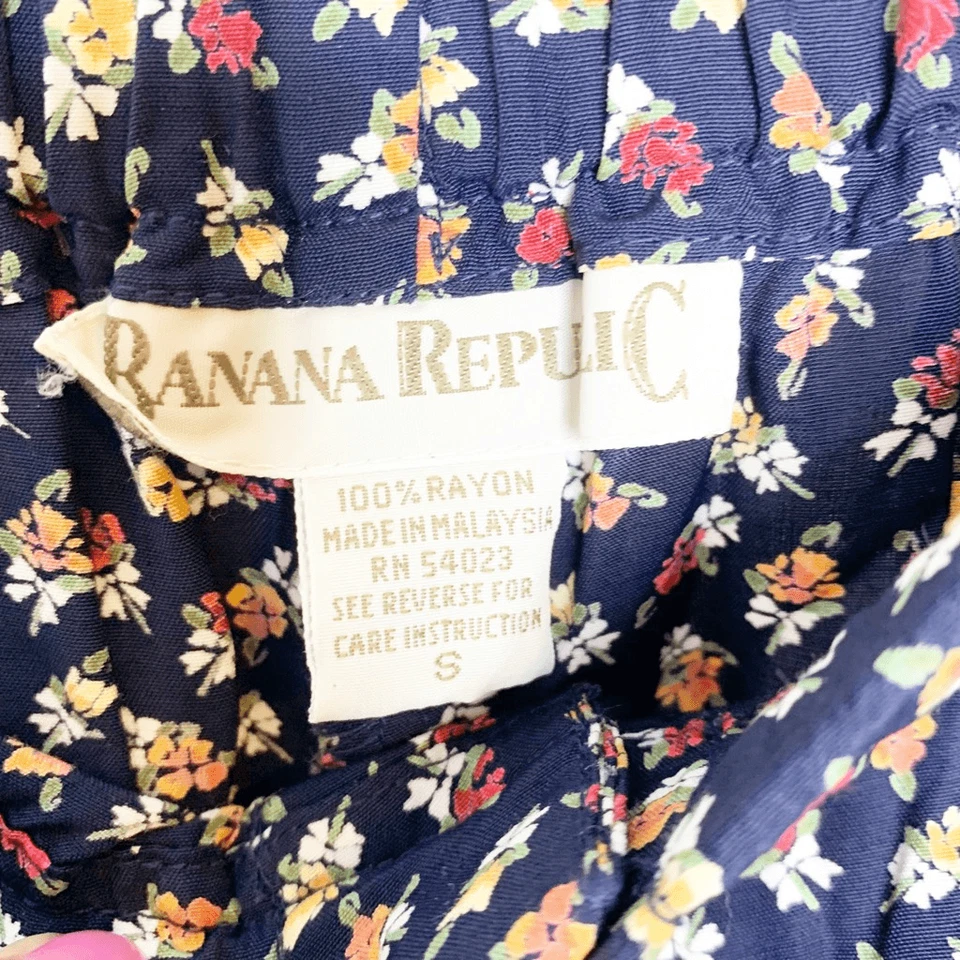 RANANA REPULIC
100% RAYON
MADE IN MALAYSIA
RN 54023
SEE REVERSE FOR
CARE INSTRUCTION
S